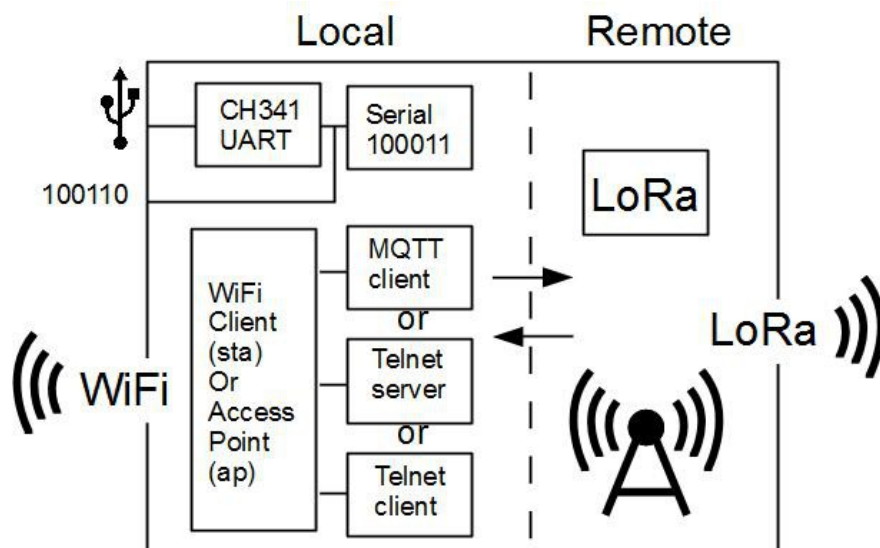 Local
Remote
CH341
UART
Serial
100011
100110
LoRa
MQTT
client
or
WiFi
Client
(sta)
Or
Access
Point
(ap)
WiFi
Telnet
server
or
Telnet
client
LoRa